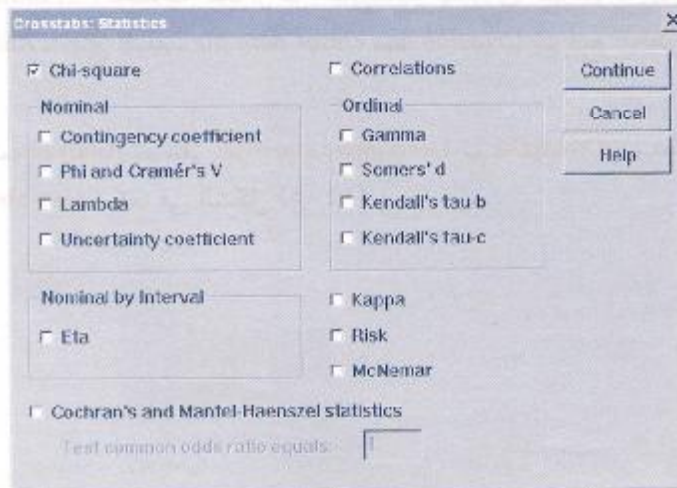 Crosstabs: Statistics
Chi-square
Correlations
Continue
Cancel
Help
Nominal
Contingency coefficient
Phi and Cramér's V
Lambda
Uncertainty coefficient
Ordinal
Gamma
Somers' d
Kendall's tau-b
Kendall's tau-c
Nominal by Interval
Eta
Kappa
Risk
McNemar
Cochran's and Mantel-Haenszel statistics
Test common odds ratio equals:
1